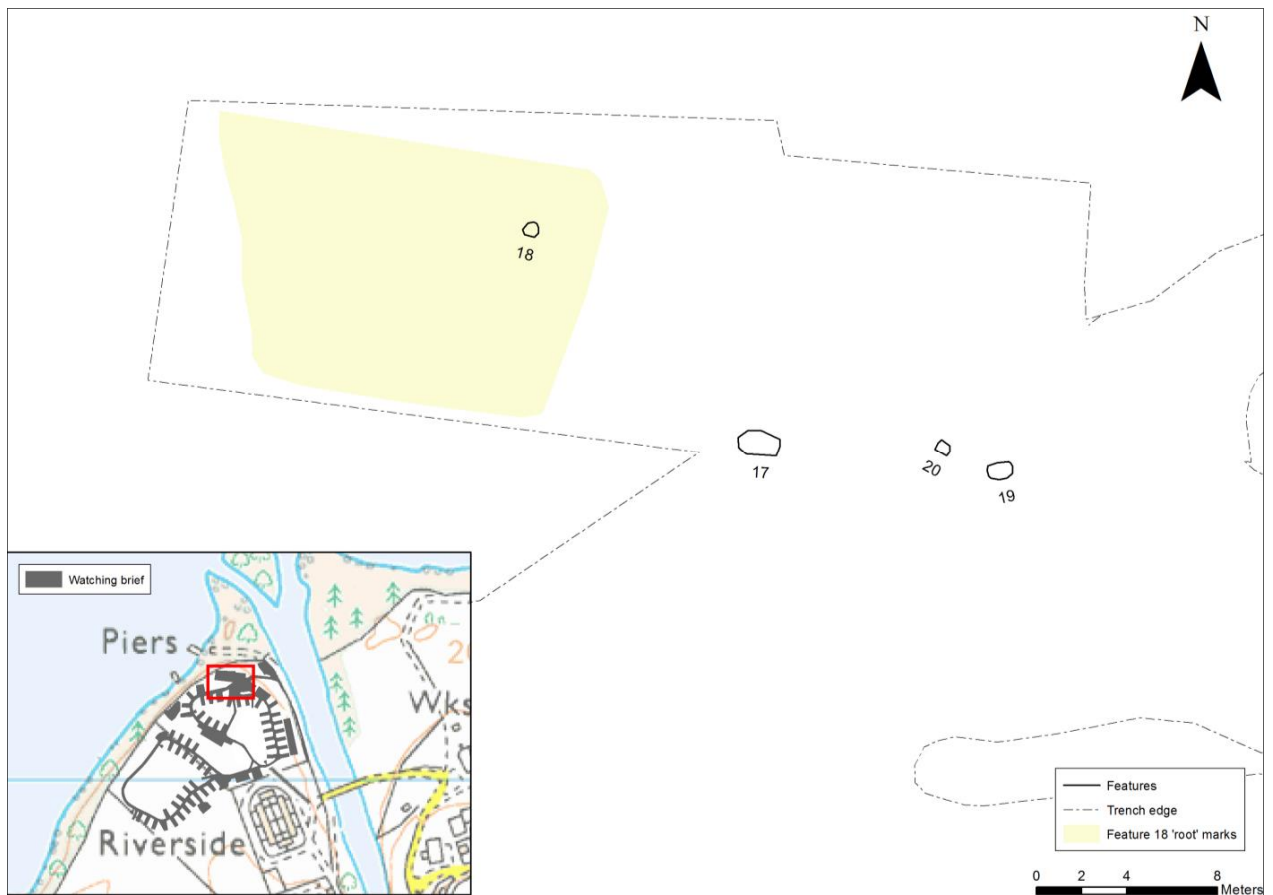 N
18
17
20
19
Watching brief
Piers
20
Wks
Riverside
Features
Trench edge
Feature 18 'root' marks
0 2 4 8
Meters